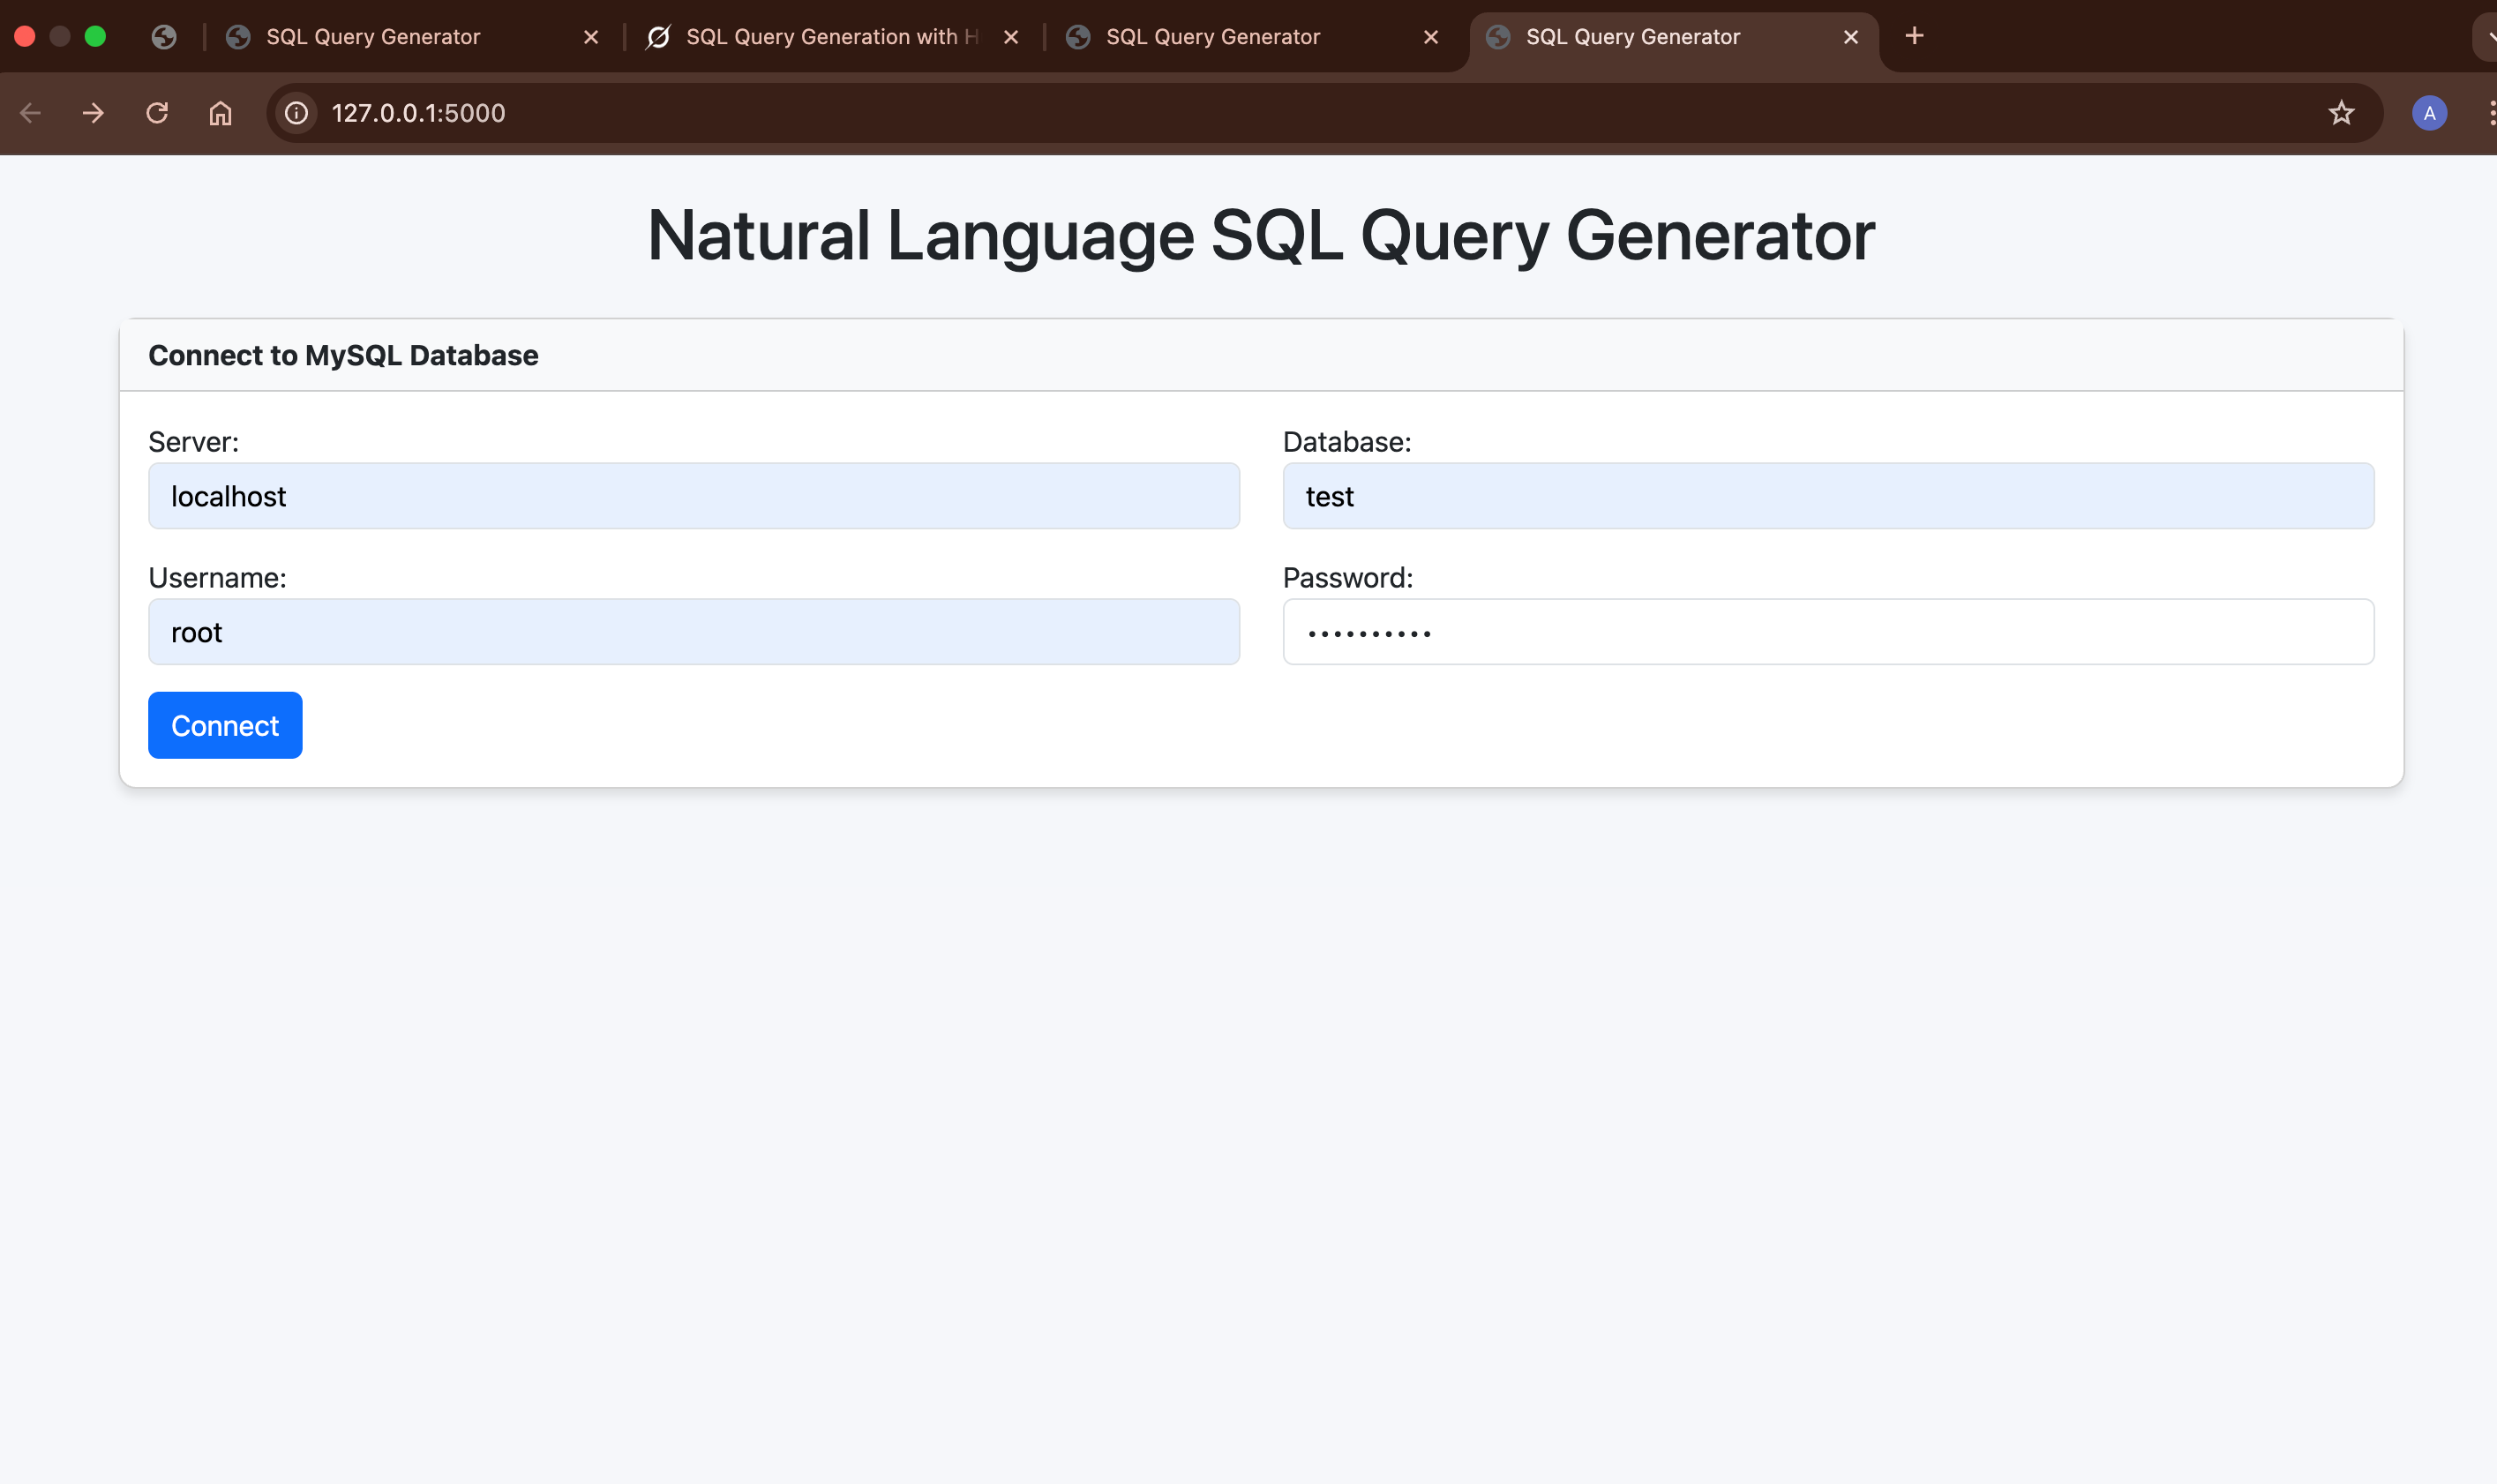 SQL Query Generator
SQL Query Generation with H
SQL Query Generator
SQL Query Generator
127.0.0.1:5000
A
Natural Language SQL Query Generator
Connect to MySQL Database
Server:
Database:
localhost
test
Username:
Password:
root
••••••••••
Connect